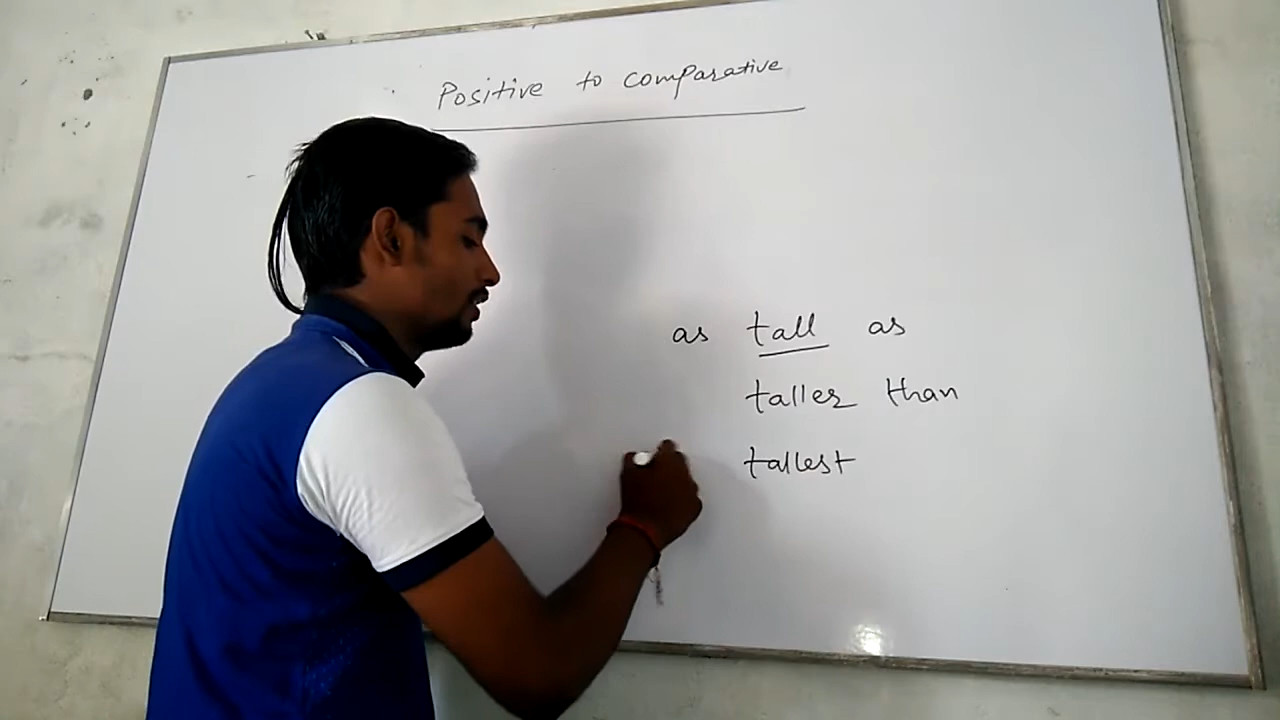 Positive to comparative
as tall as
taller than
tallest